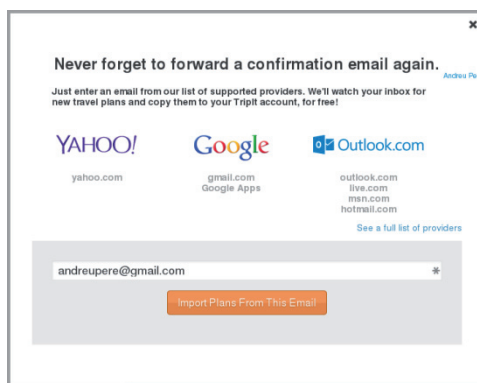 Never forget to forward a confirmation email again.
Andreu Pe
Just enter an email from our list of supported providers. We'll watch your inbox for
new travel plans and copy them to your TripIt account, for free!
YAHOO!
Google
Outlook.com
yahoo.com
gmail.com
Google Apps
outlook.com
live.com
msn.com
hotmail.com
See a full list of providers
andreupere@gmail.com
Import Plans From This Email